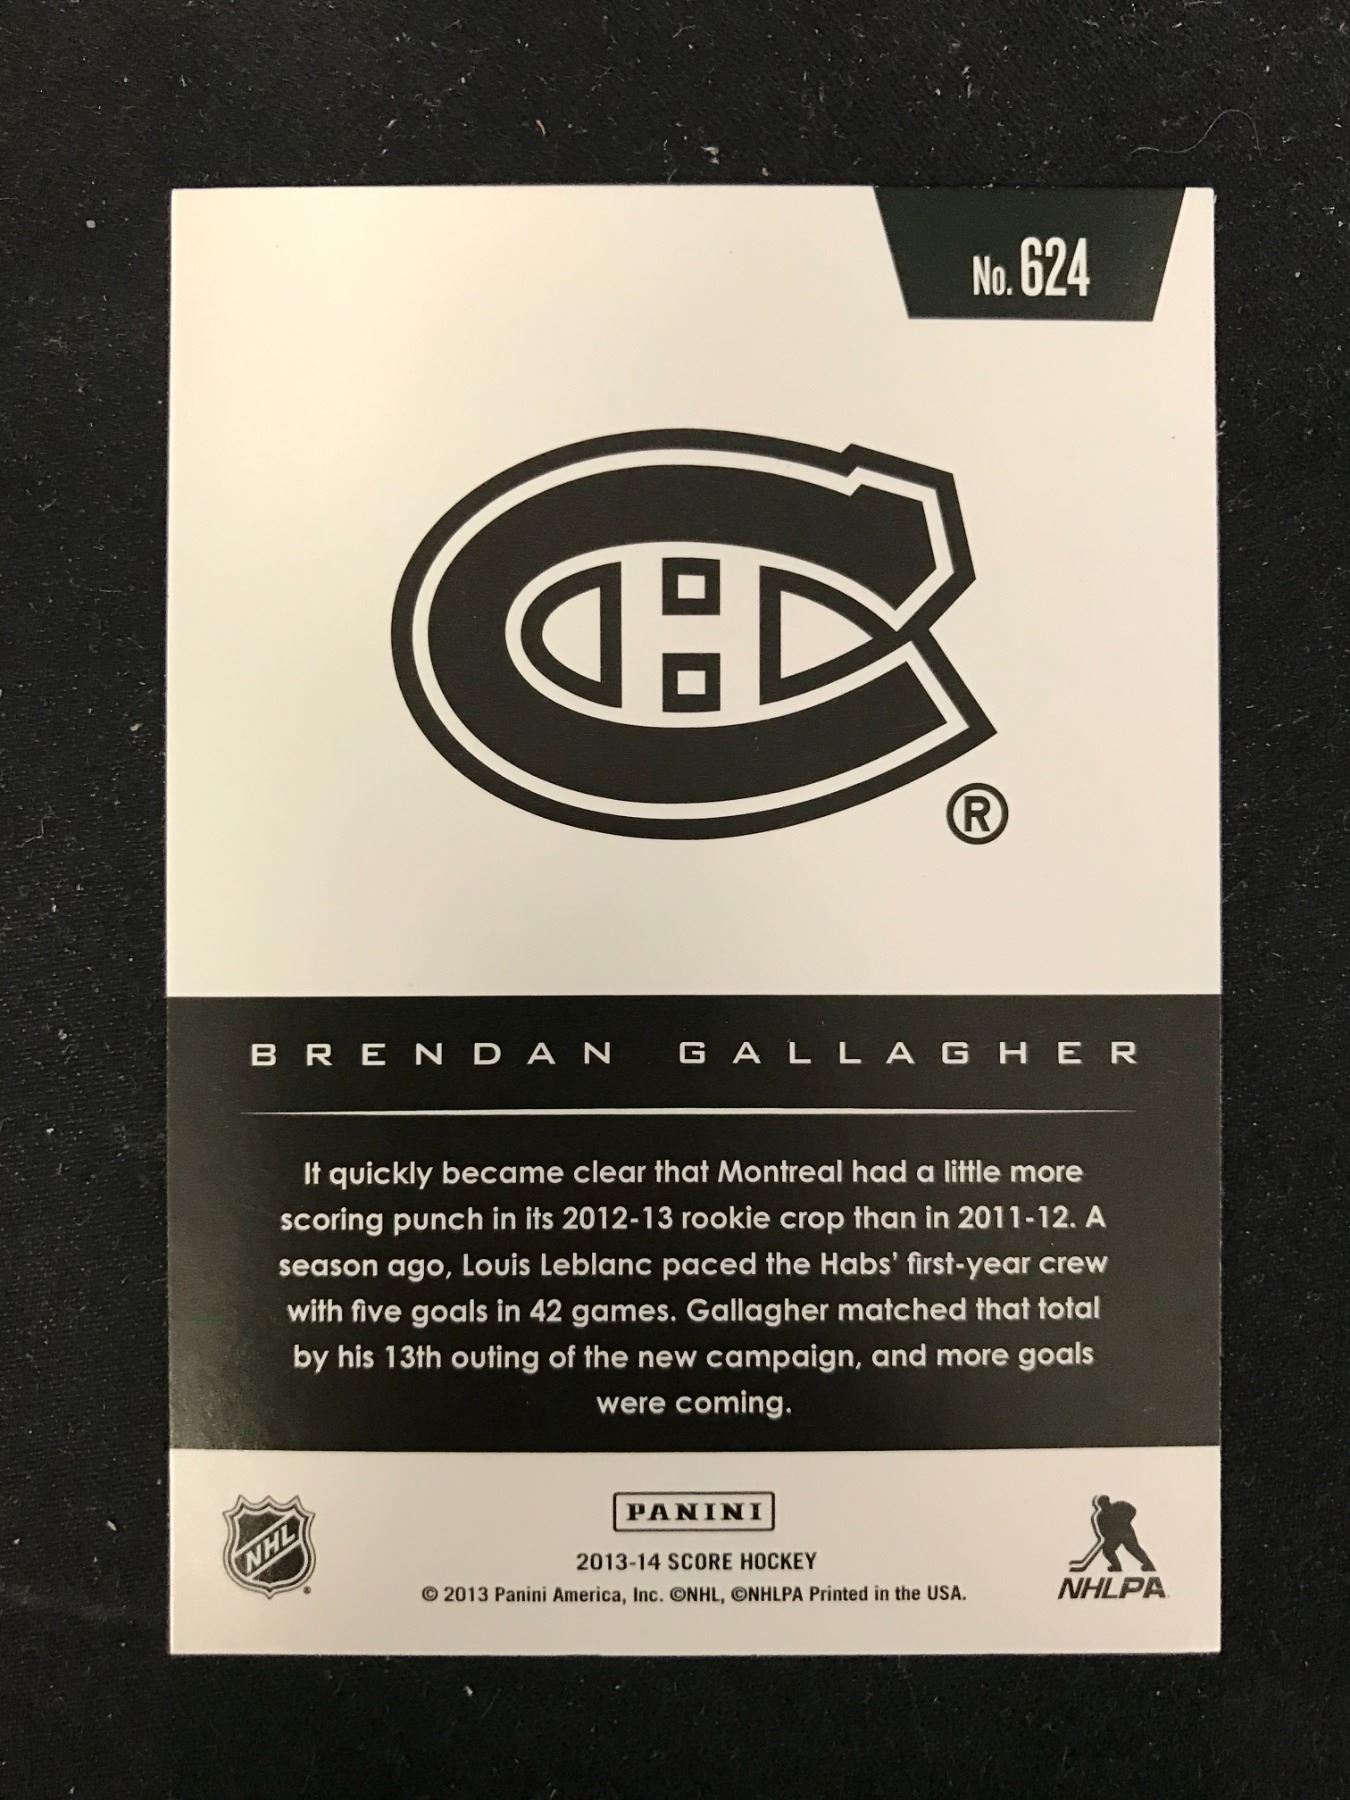 No. 624
CH
®
BRENDAN GALLAGHER
It quickly became clear that Montreal had a little more
scoring punch in its 2012-13 rookie crop than in 2011-12. A
season ago, Louis Leblanc paced the Habs' first-year crew
with five goals in 42 games. Gallagher matched that total
by his 13th outing of the new campaign, and more goals
were coming.
NHL
PANINI
2013-14 SCORE HOCKEY
© 2013 Panini America, Inc. ©NHL, ©NHLPA Printed in the USA.
NHLPA